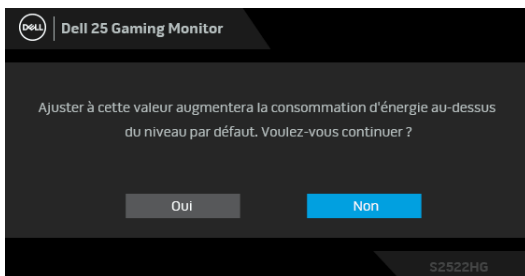 DELL Dell 25 Gaming Monitor
Ajuster à cette valeur augmentera la consommation d'énergie au-dessus
du niveau par défaut. Voulez-vous continuer ?
Oui Non
S2522HG